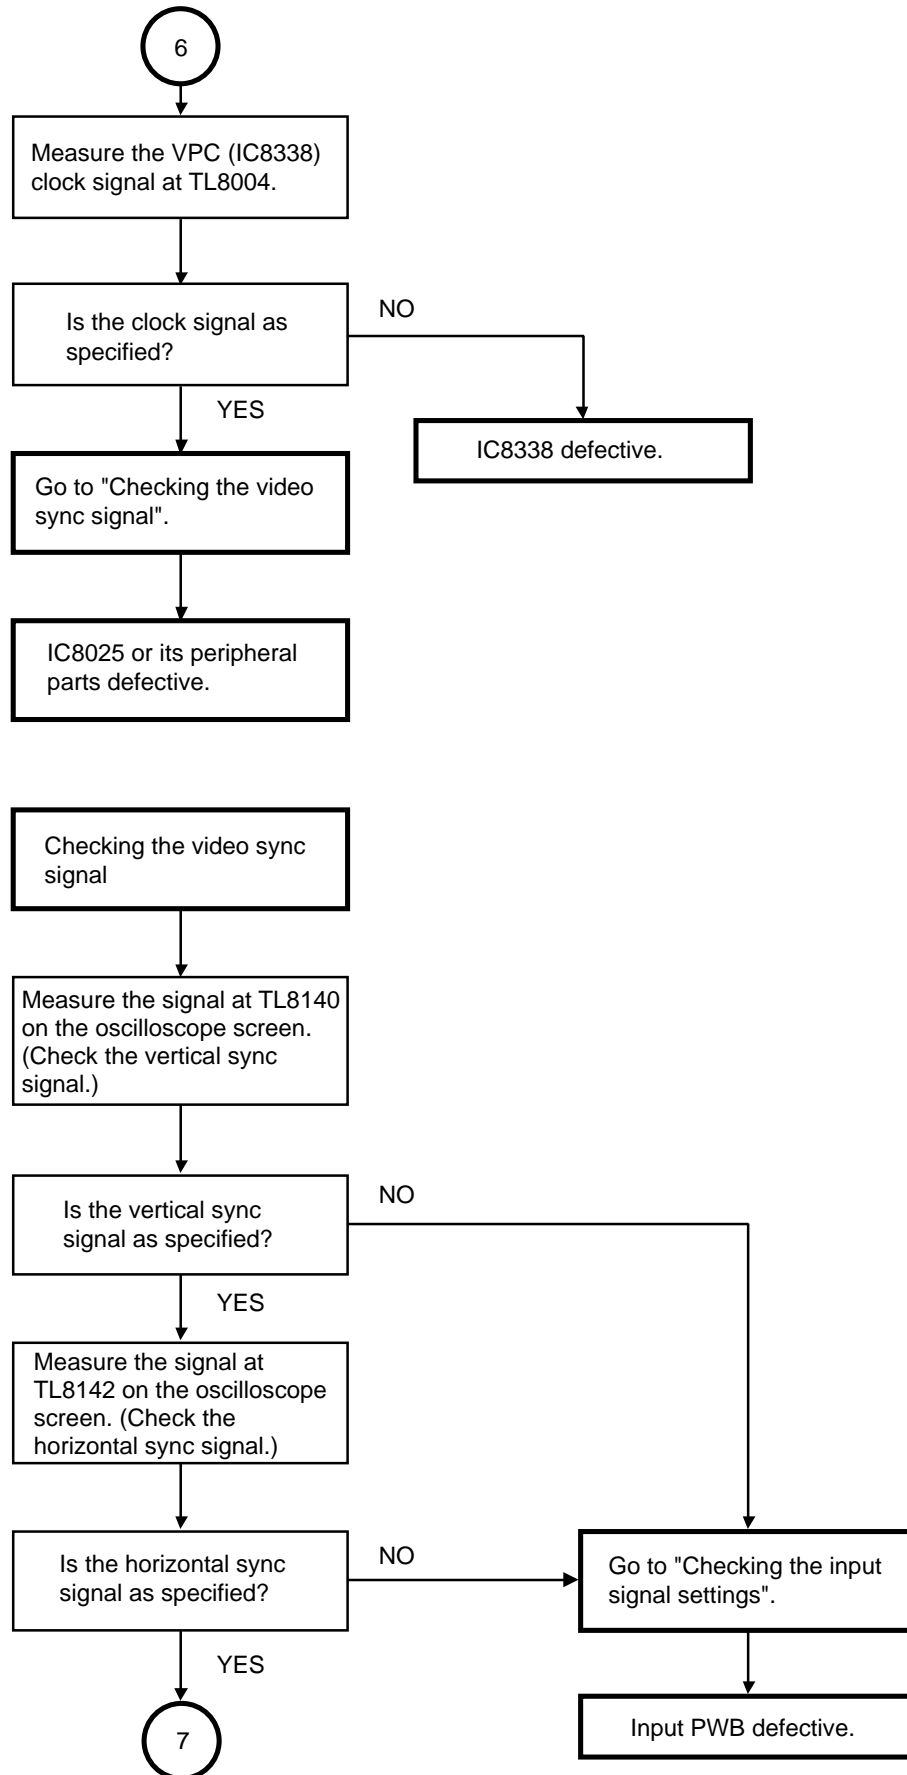 6
Measure the VPC (IC8338)
clock signal at TL8004.
Is the clock signal as
specified?
NO
YES
IC8338 defective.
Go to "Checking the video
sync signal".
IC8025 or its peripheral
parts defective.
Checking the video sync
signal
Measure the signal at TL8140
on the oscilloscope screen.
(Check the vertical sync
signal.)
Is the vertical sync
signal as specified?
NO
YES
Measure the signal at
TL8142 on the oscilloscope
screen. (Check the
horizontal sync signal.)
Is the horizontal sync
signal as specified?
NO
Go to "Checking the input
signal settings".
YES
Input PWB defective.
7